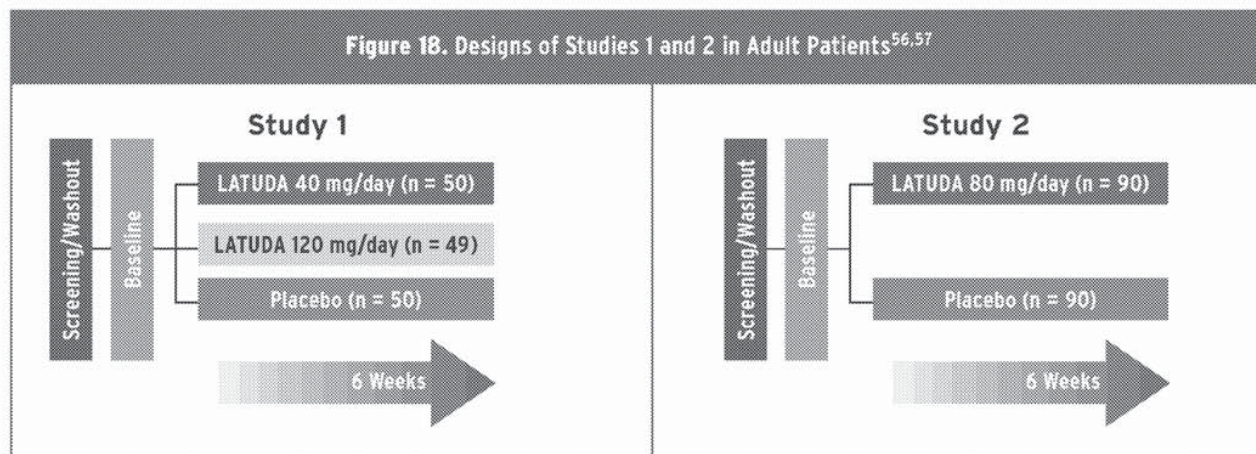 Figure 18. Designs of Studies 1 and 2 in Adult Patients56,57
Study 1
Screening/Washout
Baseline
LATUDA 40 mg/day (n = 50)
LATUDA 120 mg/day (n = 49)
Placebo (n = 50)
6 Weeks
Study 2
Screening/Washout
Baseline
LATUDA 80 mg/day (n = 90)
Placebo (n = 90)
6 Weeks